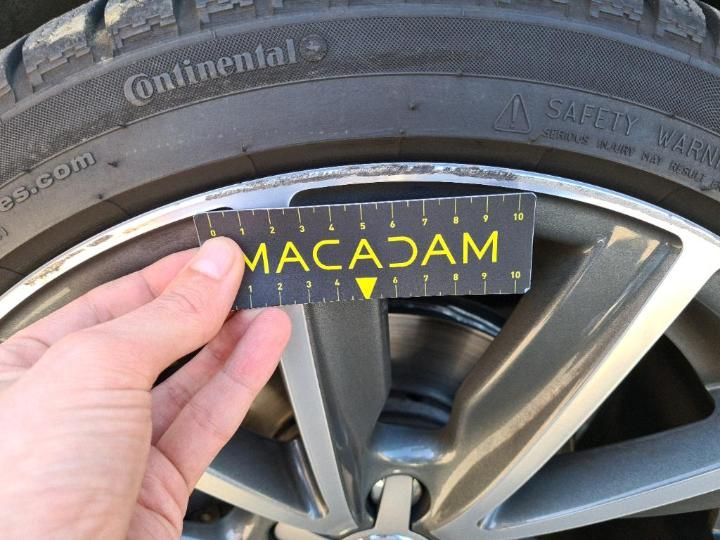 Continental
SAFETY WARN
SERIOUS INJURY MAY RESULT F
es.com
0 1 2 3 4 5 6 7 8 9 10
MACADAM
1 2 3 4 6 7 8 9 10